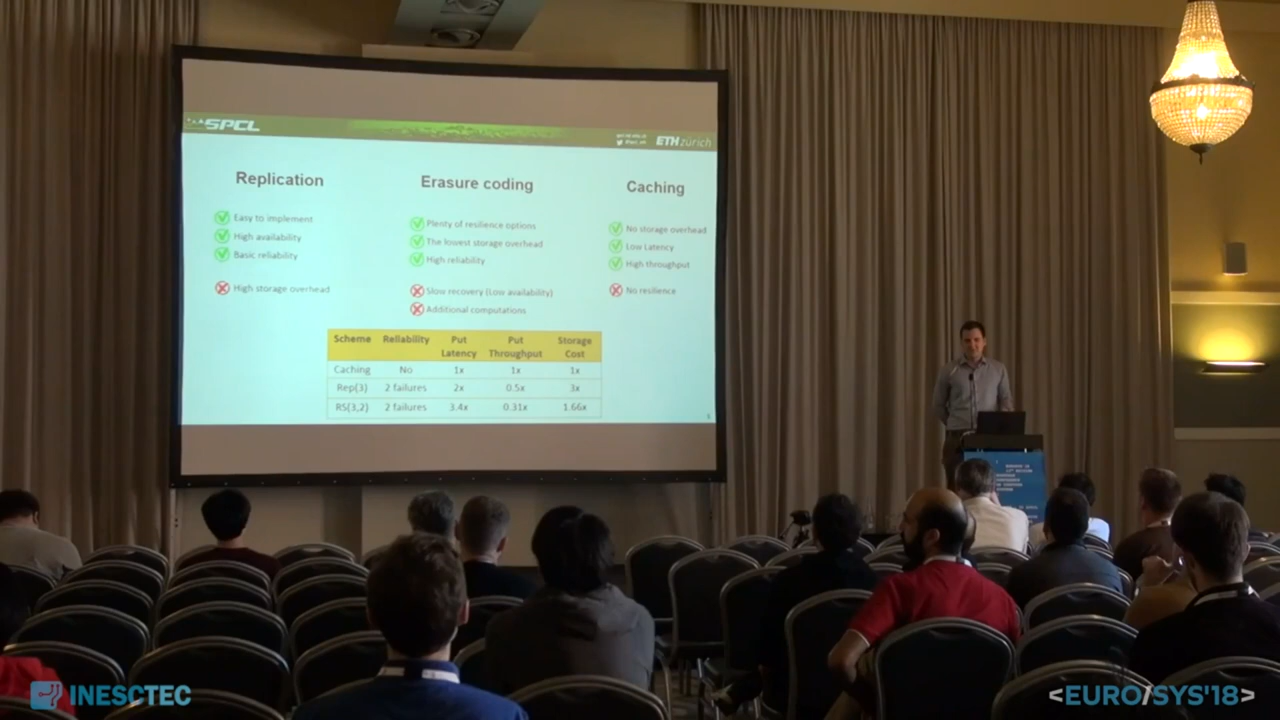 SPCL
ETH zürich
Replication
Easy to implement
High availability
Basic reliability
High storage overhead
Erasure coding
Plenty of resilience options
The lowest storage overhead
High reliability
Slow recovery (Low availability)
Additional computations
Caching
No storage overhead
Low Latency
High throughput
No resilience
Scheme Reliability Put Latency Put Throughput Storage Cost
Caching No 1x 1x 1x
Rep(3) 2 failures 2x 0.5x 3x
RS(3,2) 2 failures 3.4x 0.31x 1.66x
5
INESCTEC
<EURO/SYS'18>